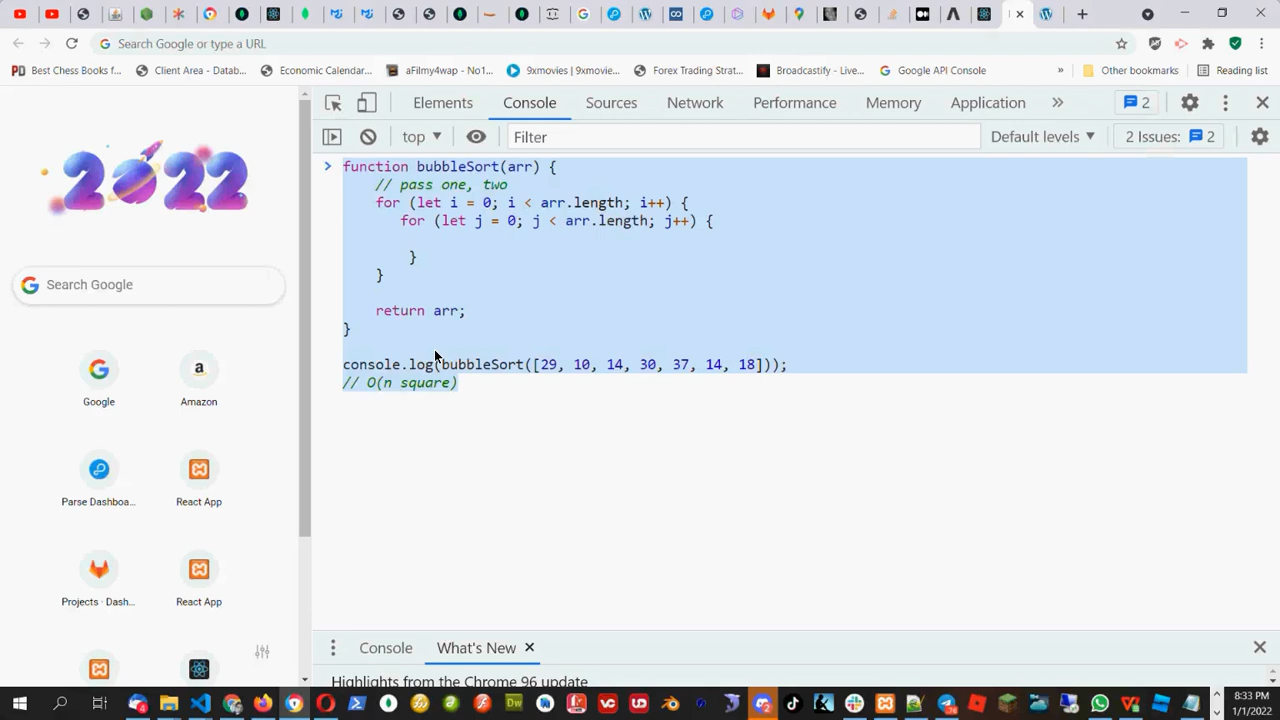 Search Google or type a URL
Best Chess Books f...
Client Area - Datab...
Economic Calendar...
aFilmy4wap - No1...
9xmovies | 9xmovie...
Forex Trading Strat...
Broadcastify - Live...
Google API Console
»
Other bookmarks
Reading list
2022
Search Google
Google
Amazon
Parse Dashboa...
React App
Projects · Dash...
React App
Elements
Console
Sources
Network
Performance
Memory
Application
»
2
top
Filter
Default levels
2 Issues:
2
function bubbleSort(arr) {
// pass one, two
for (let i = 0; i < arr.length; i++) {
for (let j = 0; j < arr.length; j++) {
}
}
return arr;
}
console.log(bubbleSort([29, 10, 14, 30, 37, 14, 18]));
// O(n square)
Console
What's New
Highlights from the Chrome 96 update
8:33 PM
1/1/2022